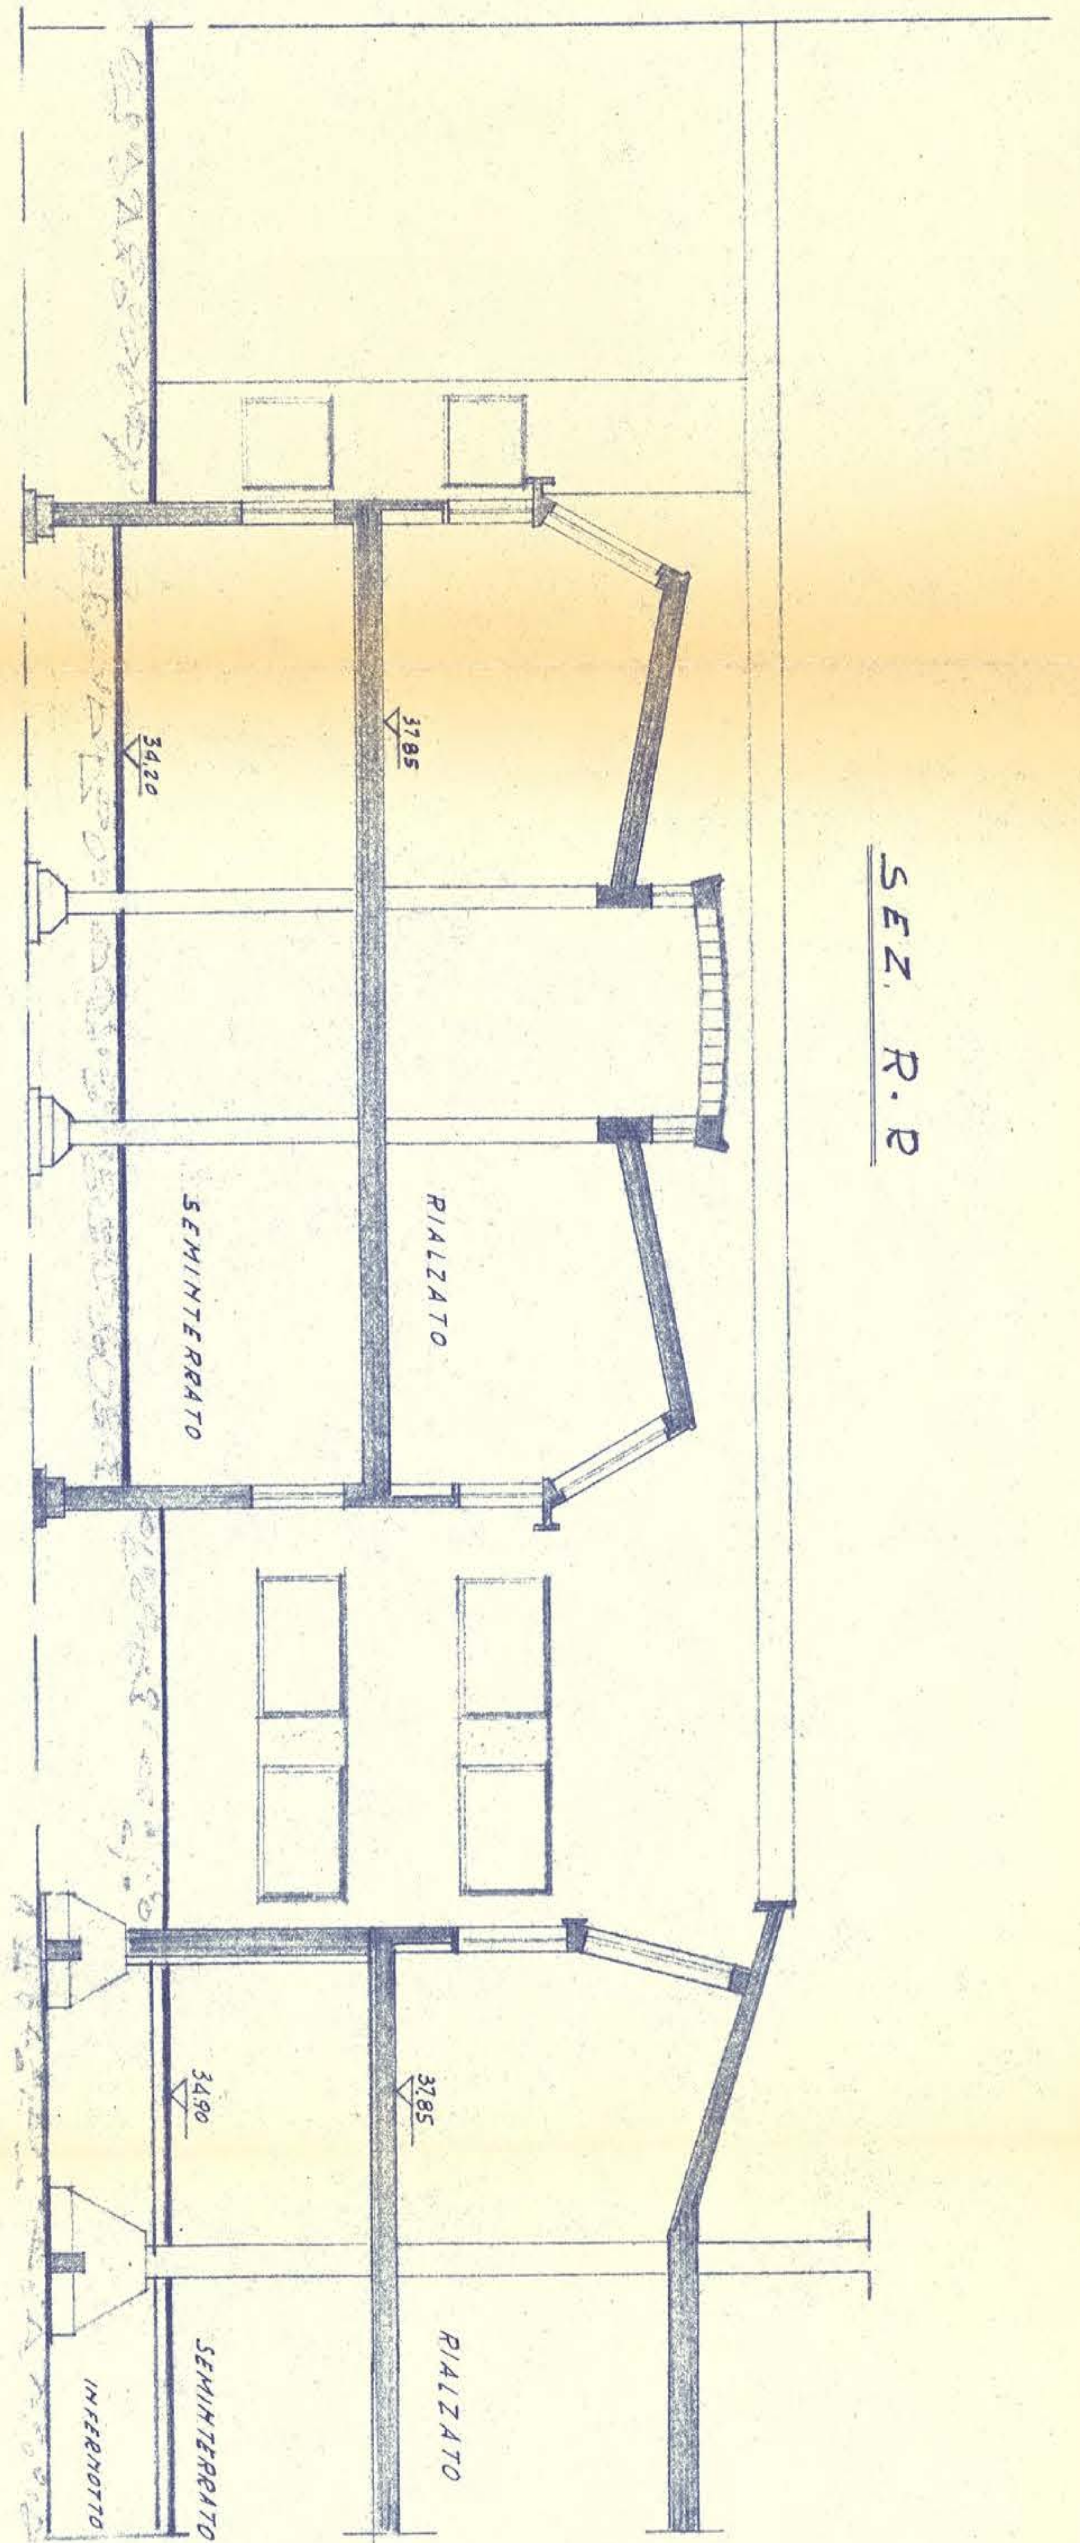 SEZ. R-R
37.85
34.20
RIALZATO
SEMINTERRATO
37.85
34.90
RIALZATO
SEMINTERRATO
INFERNOTTO